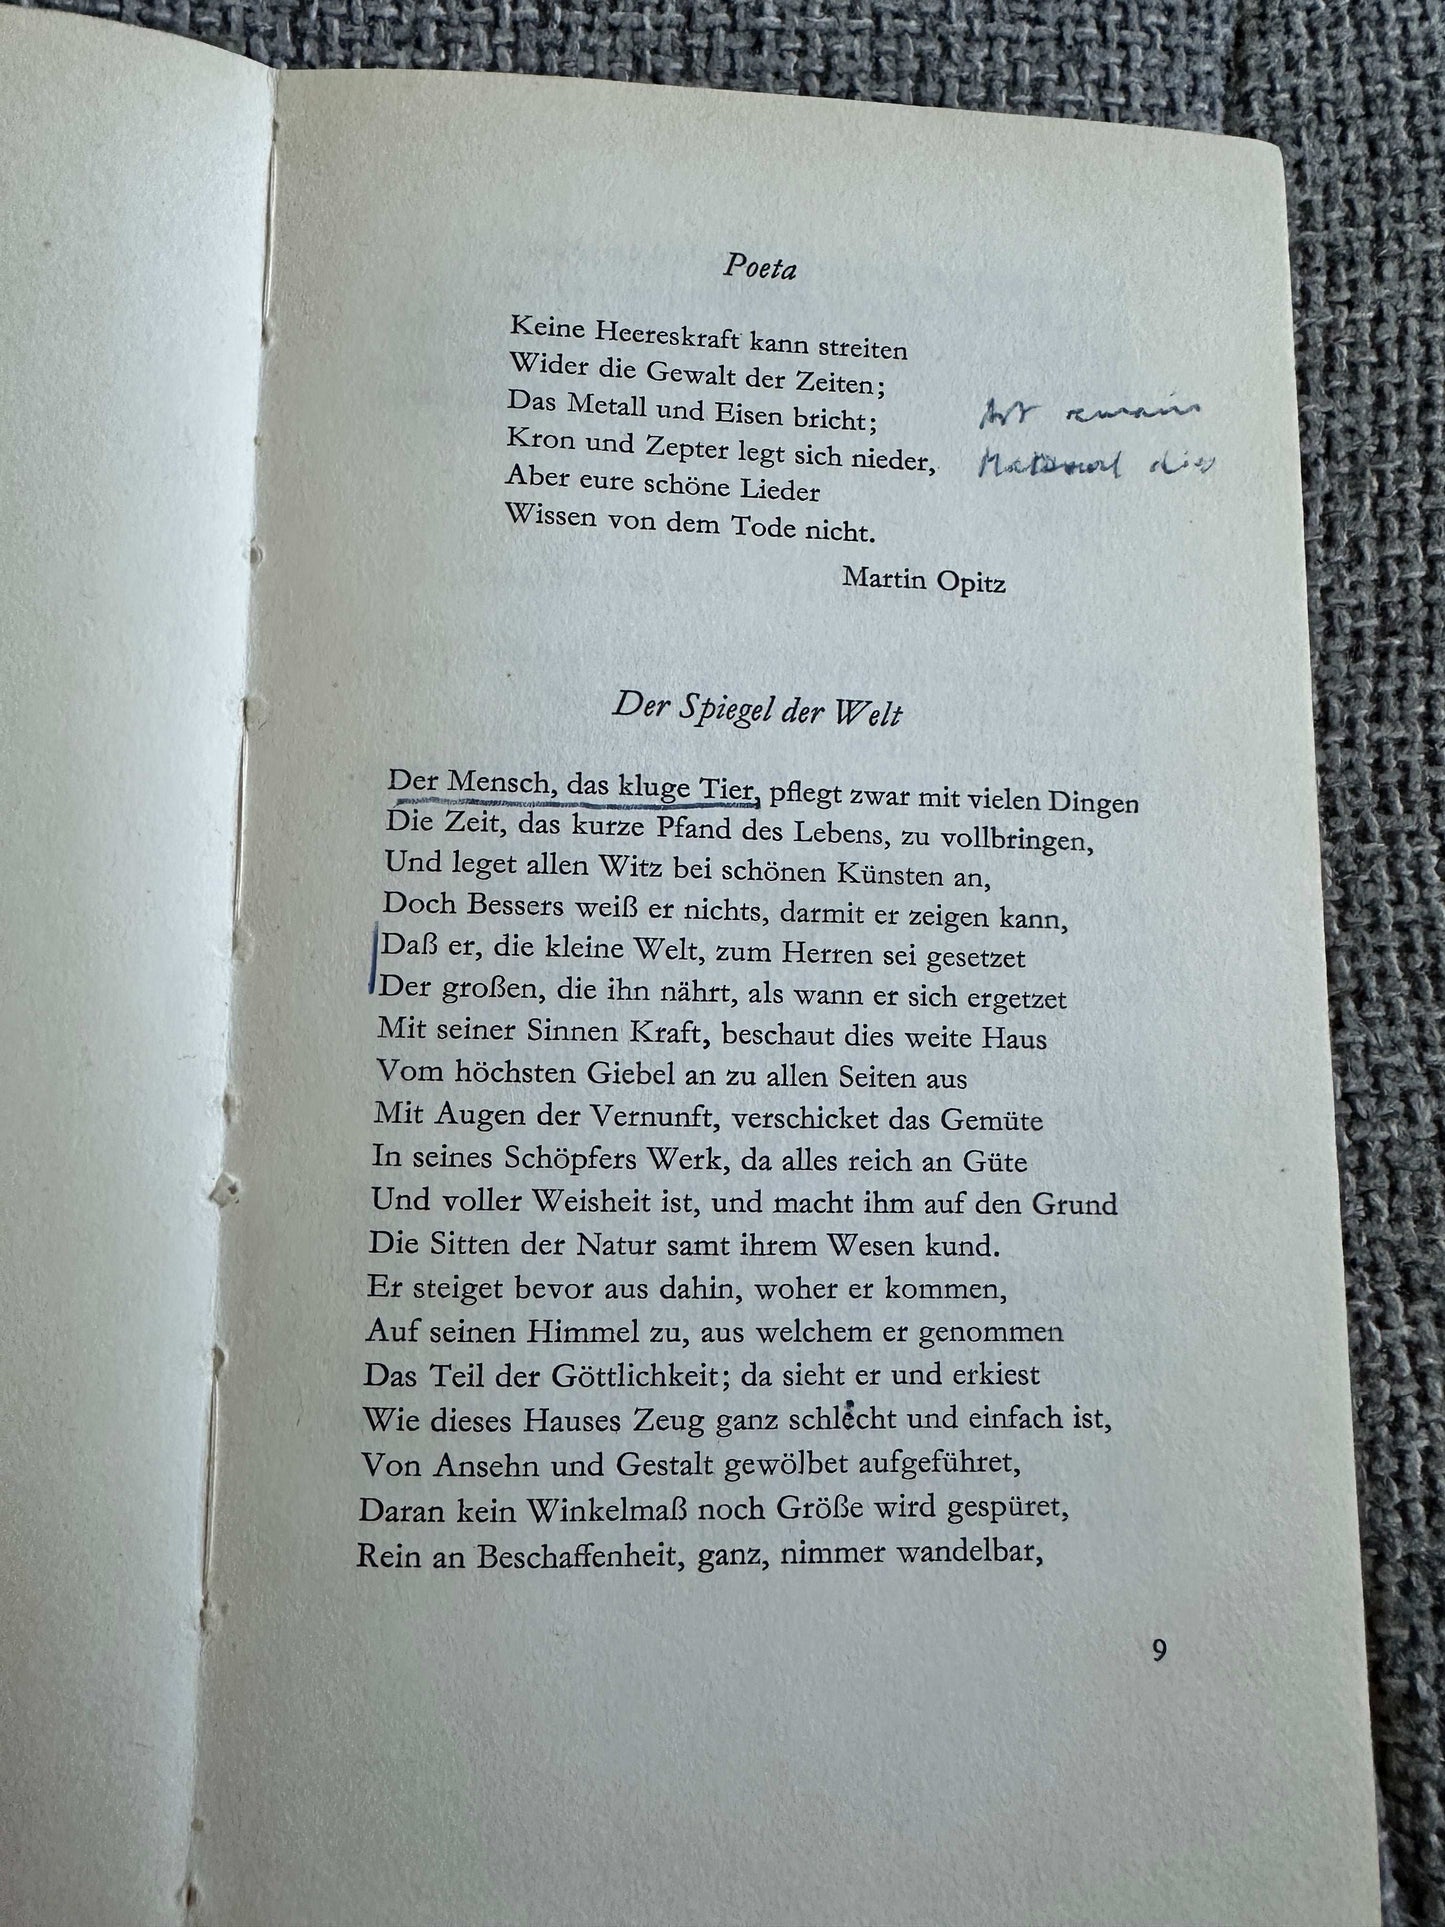 Poeta
Keine Heereskraft kann streiten
Wider die Gewalt der Zeiten;
Das Metall und Eisen bricht;
Kron und Zepter legt sich nieder,
Aber eure schöne Lieder
Wissen von dem Tode nicht.
Art remains
Material dies
Martin Opitz
Der Spiegel der Welt
Der Mensch, das kluge Tier, pflegt zwar mit vielen Dingen
Die Zeit, das kurze Pfand des Lebens, zu vollbringen,
Und leget allen Witz bei schönen Künsten an,
Doch Bessers weiß er nichts, darmit er zeigen kann,
Daß er, die kleine Welt, zum Herren sei gesetzet
Der großen, die ihn nährt, als wann er sich ergetzet
Mit seiner Sinnen Kraft, beschaut dies weite Haus
Vom höchsten Giebel an zu allen Seiten aus
Mit Augen der Vernunft, verschicket das Gemüte
In seines Schöpfers Werk, da alles reich an Güte
Und voller Weisheit ist, und macht ihm auf den Grund
Die Sitten der Natur samt ihrem Wesen kund.
Er steiget bevor aus dahin, woher er kommen,
Auf seinen Himmel zu, aus welchem er genommen
Das Teil der Göttlichkeit; da sieht er und erkiest
Wie dieses Hauses Zeug ganz schlecht und einfach ist,
Von Ansehn und Gestalt gewölbet aufgeführet,
Daran kein Winkelmaß noch Größe wird gespüret,
Rein an Beschaffenheit, ganz, nimmer wandelbar,
9